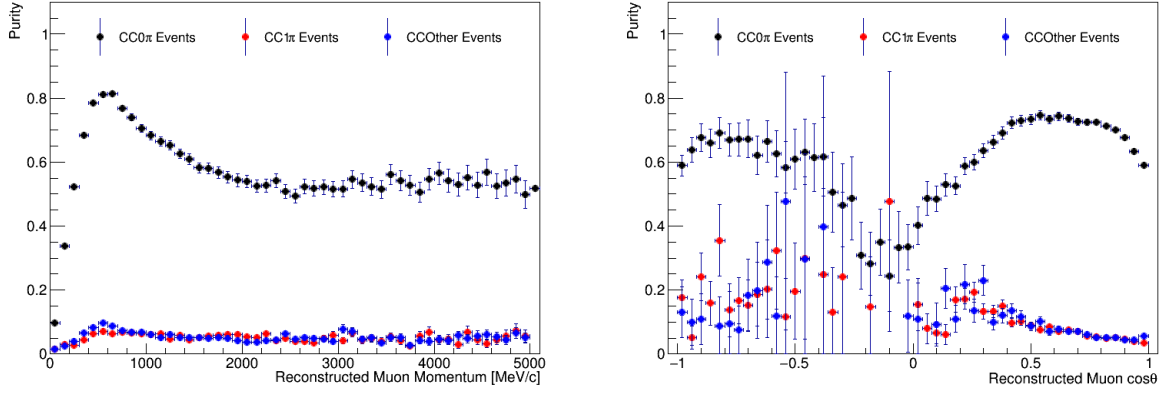 Purity
1
0.8
0.6
0.4
0.2
0
CC0π Events
CC1π Events
CCOther Events
0
1000
2000
3000
4000
5000
Reconstructed Muon Momentum [MeV/c]
Purity
1
0.8
0.6
0.4
0.2
0
CC0π Events
CC1π Events
CCOther Events
−1
−0.5
0
0.5
1
Reconstructed Muon cosθ